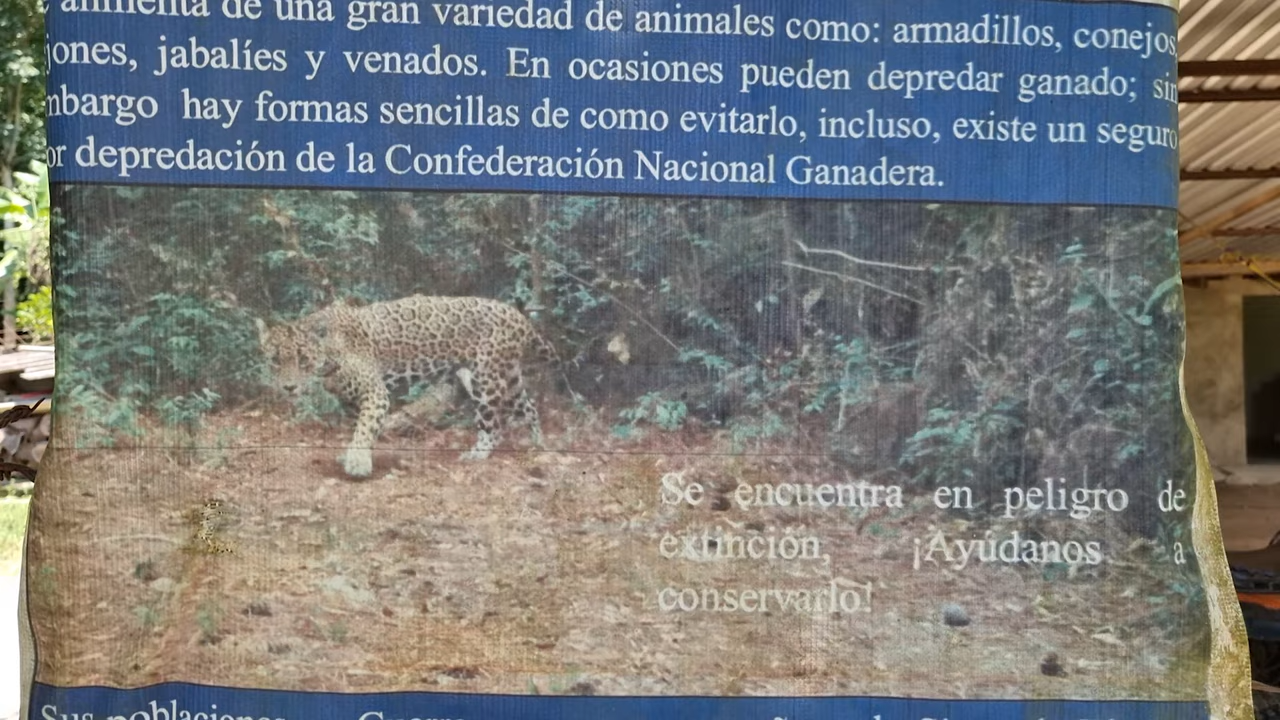 alimenta de una gran variedad de animales como: armadillos, conejos,
jones, jabalíes y venados. En ocasiones pueden depredar ganado; sin
mbargo hay formas sencillas de como evitarlo, incluso, existe un seguro
or depredación de la Confederación Nacional Ganadera.
Se encuentra en peligro de
extinción, ¡Ayúdanos a
conservarlo!
Sus poblaciones